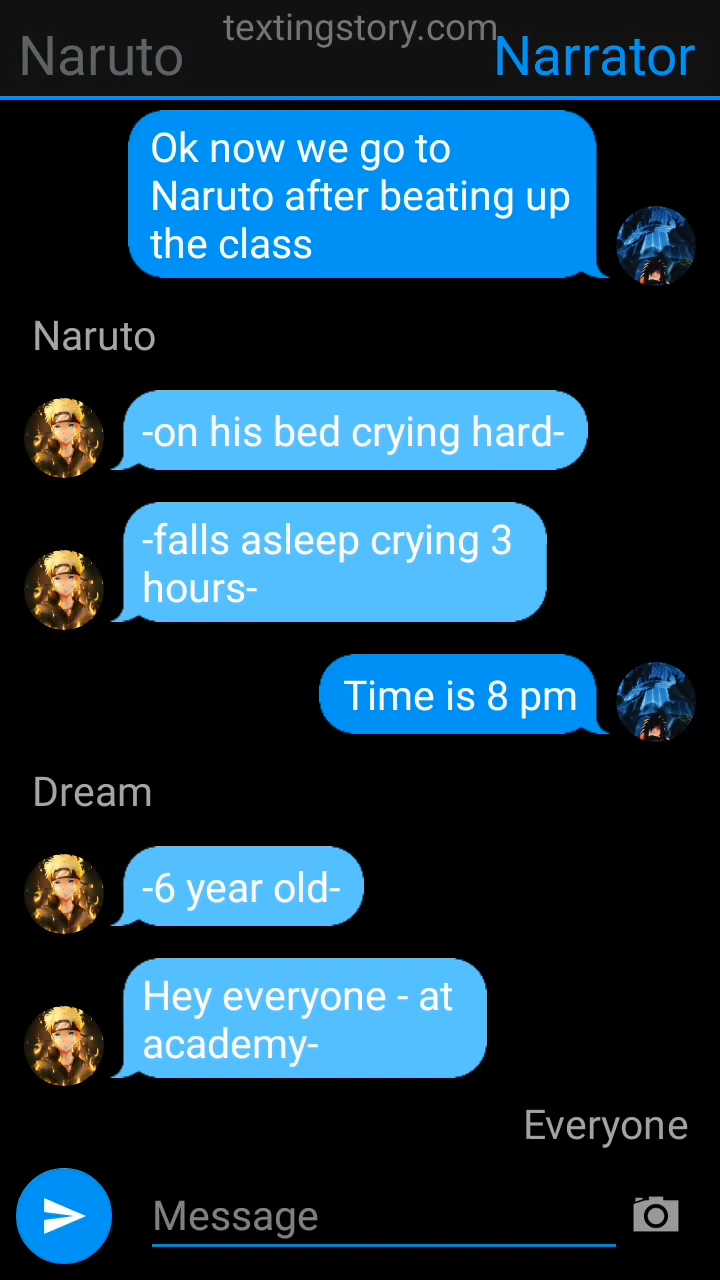 textingstory.com
Naruto
Narrator
Ok now we go to
Naruto after beating up
the class
Naruto
-on his bed crying hard-
-falls asleep crying 3
hours-
Time is 8 pm
Dream
-6 year old-
Hey everyone - at
academy-
Everyone
Message